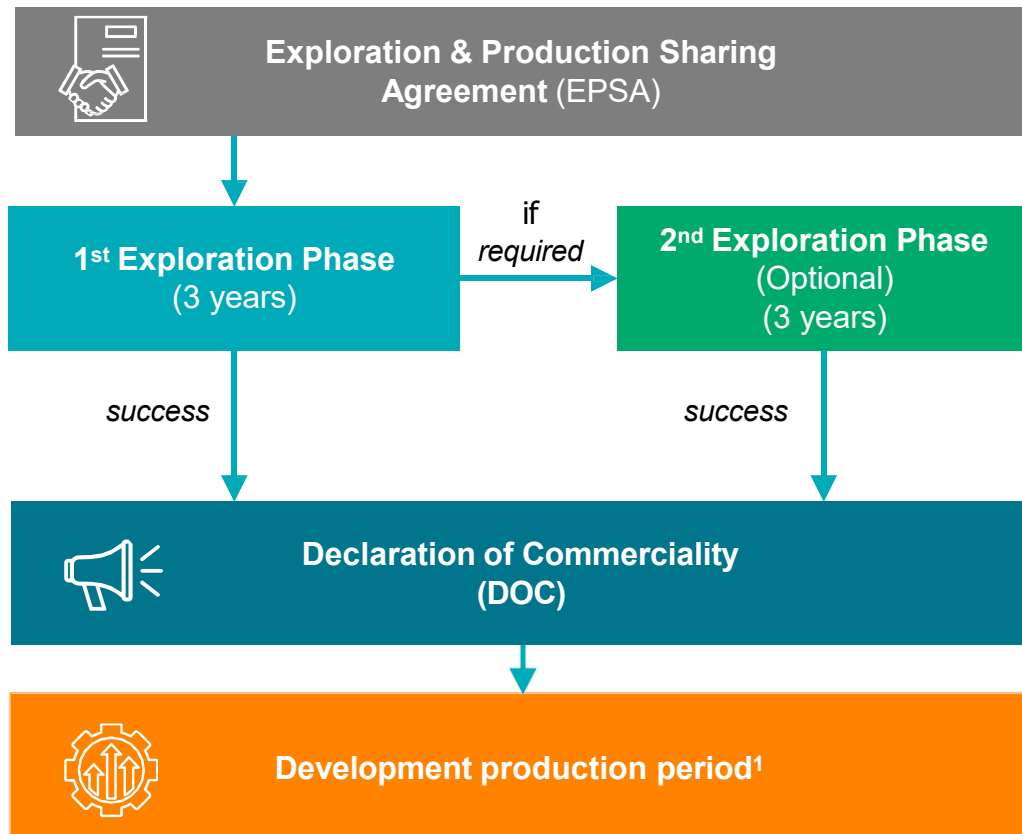 Exploration & Production Sharing
Agreement (EPSA)
1st Exploration Phase
(3 years)
if
required
2nd Exploration Phase
(Optional)
(3 years)
success
success
Declaration of Commerciality
(DOC)
Development production period¹